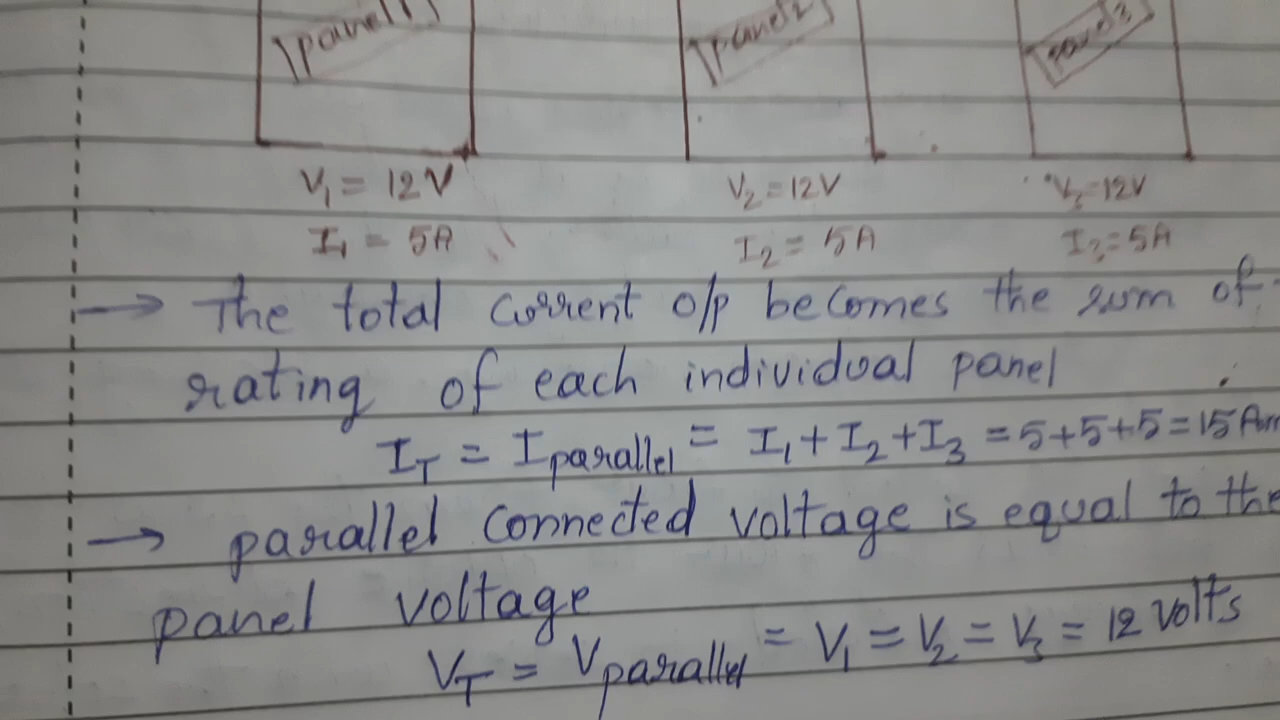 panel 1 panel 2 panel 3
V1 = 12V V2 = 12V V3 = 12V
I1 = 5A I2 = 5A I3 = 5A
→ The total current o/p becomes the sum of
rating of each individual panel
IT = Iparallel = I1 + I2 + I3 = 5+5+5 = 15 Am
→ parallel connected voltage is equal to the
panel voltage
VT = Vparallel = V1 = V2 = V3 = 12 volts